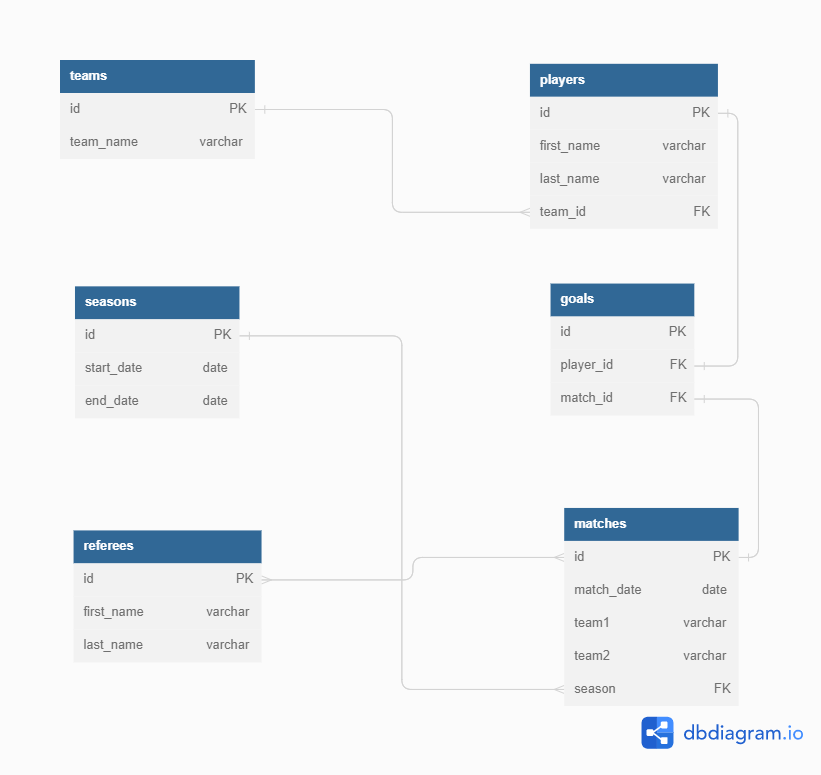 teams
id PK
team_name varchar
players
id PK
first_name varchar
last_name varchar
team_id FK
seasons
id PK
start_date date
end_date date
goals
id PK
player_id FK
match_id FK
referees
id PK
first_name varchar
last_name varchar
matches
id PK
match_date date
team1 varchar
team2 varchar
season FK
dbdiagram.io